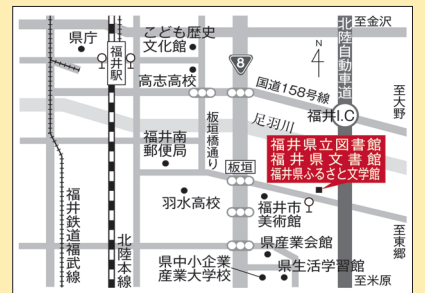 こども歴史
文化館
至金沢
県庁
福井駅
N
8
北陸自動車道
高志高校
国道158号線
至大野
足羽川
福井I.C
板垣橋通り
福井南
郵便局
福井県立図書館
福井県文書館
福井県ふるさと文学館
板垣
羽水高校
福井市
美術館
福井鉄道福武線
北陸本線
至東郷
県産業会館
県中小企業
産業大学校
県生活学習館
至米原